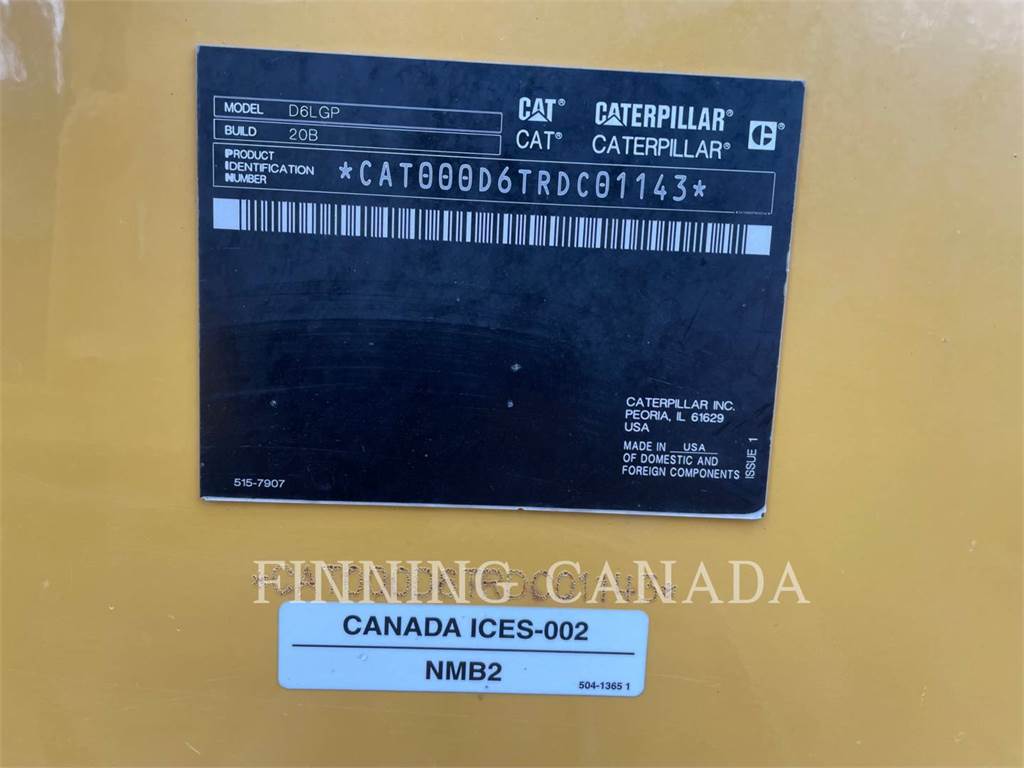 MODEL D6LGP
BUILD 20B
CAT® CATERPILLAR®
CAT® CATERPILLAR®
C®
PRODUCT
IDENTIFICATION
NUMBER
*CAT000D6TRDC01143*
CATERPILLAR INC.
PEORIA, IL 61629
USA
MADE IN USA
OF DOMESTIC AND
FOREIGN COMPONENTS
ISSUE 1
515-7907
FINNING CANADA
CANADA ICES-002
NMB2
504-1365 1